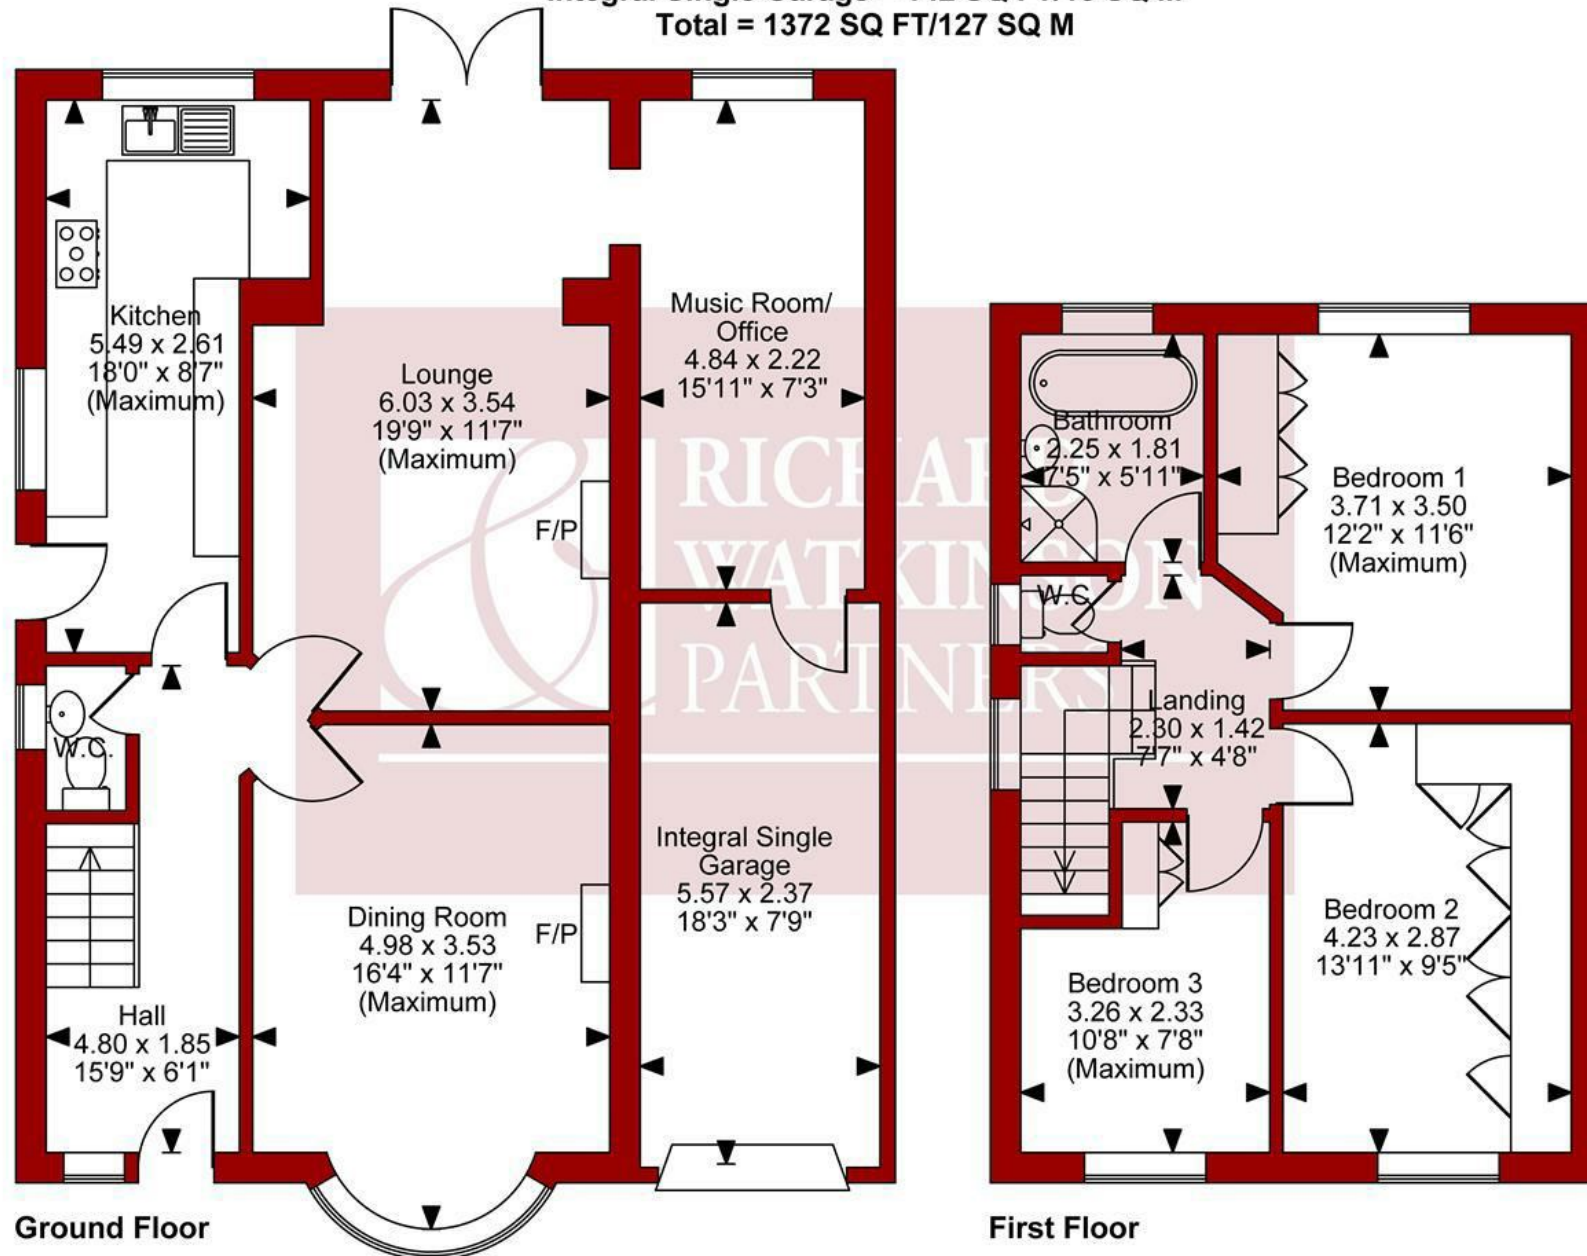 Total = 1372 SQ FT/127 SQ M
Kitchen
5.49 x 2.61
18'0" x 8'7"
(Maximum)
Lounge
6.03 x 3.54
19'9" x 11'7"
(Maximum)
F/P
Music Room/
Office
4.84 x 2.22
15'11" x 7'3"
W.C.
Hall
4.80 x 1.85
15'9" x 6'1"
Dining Room
4.98 x 3.53
16'4" x 11'7"
(Maximum)
F/P
Integral Single
Garage
5.57 x 2.37
18'3" x 7'9"
Bathroom
2.25 x 1.81
7'5" x 5'11"
Bedroom 1
3.71 x 3.50
12'2" x 11'6"
(Maximum)
W.C
Landing
2.30 x 1.42
7'7" x 4'8"
Bedroom 2
4.23 x 2.87
13'11" x 9'5"
Bedroom 3
3.26 x 2.33
10'8" x 7'8"
(Maximum)
&
RICHARD
WATKINSON
PARTNERS
Ground Floor
First Floor